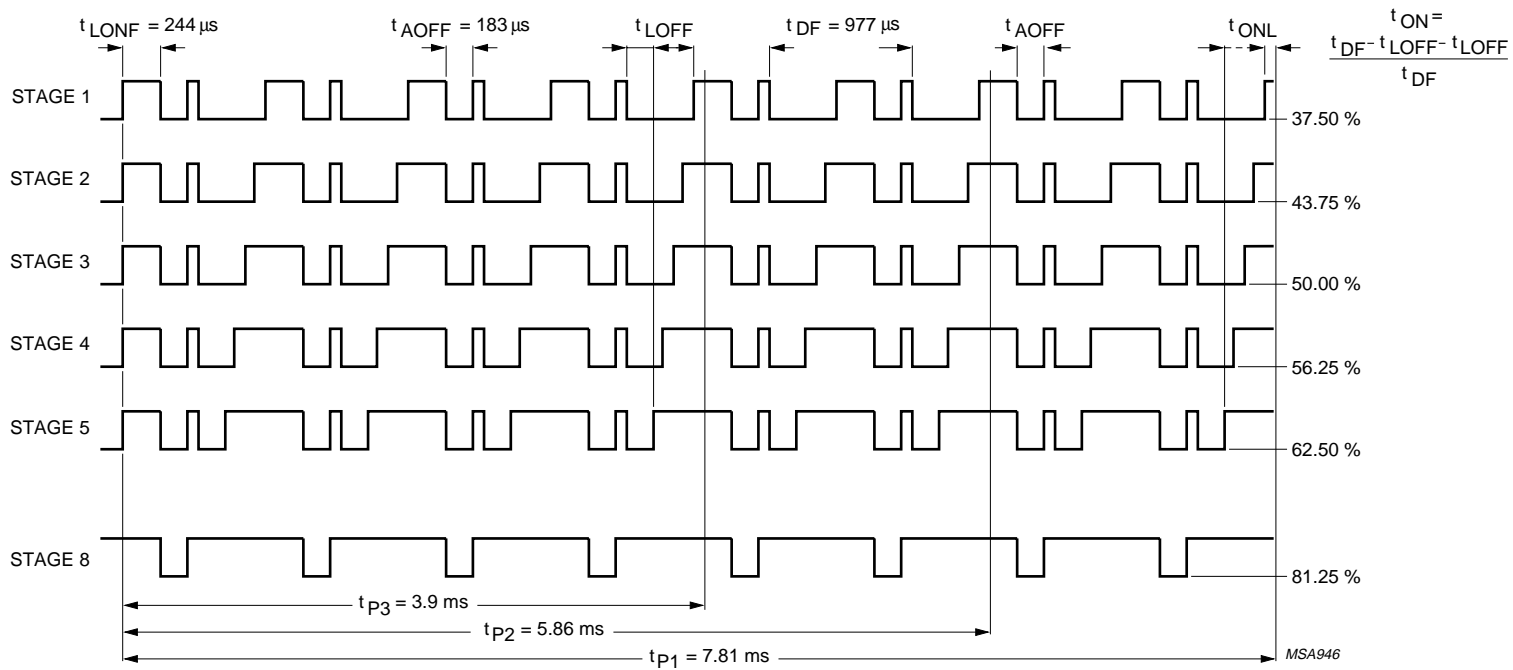 t LONF = 244 µs
t AOFF = 183 µs
t LOFF
t DF = 977 µs
t AOFF
t ONL
t ON =
t DF - t LOFF - t LOFF
t DF
STAGE 1
37.50 %
STAGE 2
43.75 %
STAGE 3
50.00 %
STAGE 4
56.25 %
STAGE 5
62.50 %
STAGE 8
81.25 %
t P3 = 3.9 ms
t P2 = 5.86 ms
t P1 = 7.81 ms
MSA946